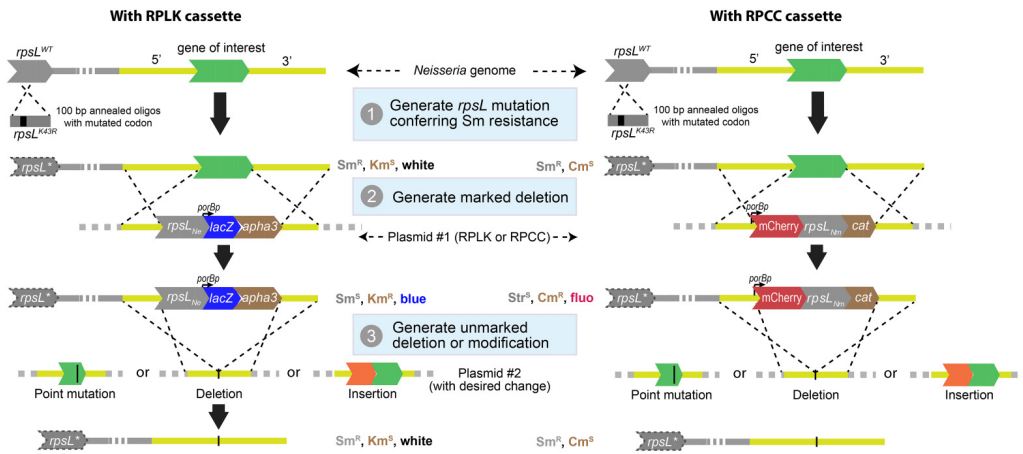 With RPLK cassette
With RPCC cassette
rpsL^WT
5’
gene of interest
3’
Neisseria genome
rpsL^WT
5’
gene of interest
3’
100 bp annealed oligos
with mutated codon
rpsL^K43R
1 Generate rpsL mutation
conferring Sm resistance
100 bp annealed oligos
with mutated codon
rpsL^K43R
rpsL*
Sm^R, Km^S, white
Sm^R, Cm^S
rpsL*
2 Generate marked deletion
porBp
rpsL_Ne lacZ apha3
Plasmid #1 (RPLK or RPCC)
porBp
mCherry rpsL_Nm cat
rpsL*
porBp
rpsL_Ne lacZ apha3
Sm^S, Km^R, blue
Str^S, Cm^R, fluo
rpsL*
porBp
mCherry rpsL_Nm cat
3 Generate unmarked
deletion or modification
or
or
Point mutation
Deletion
Insertion
Plasmid #2
(with desired change)
or
or
Point mutation
Deletion
Insertion
rpsL*
Sm^R, Km^S, white
Sm^R, Cm^S
rpsL*